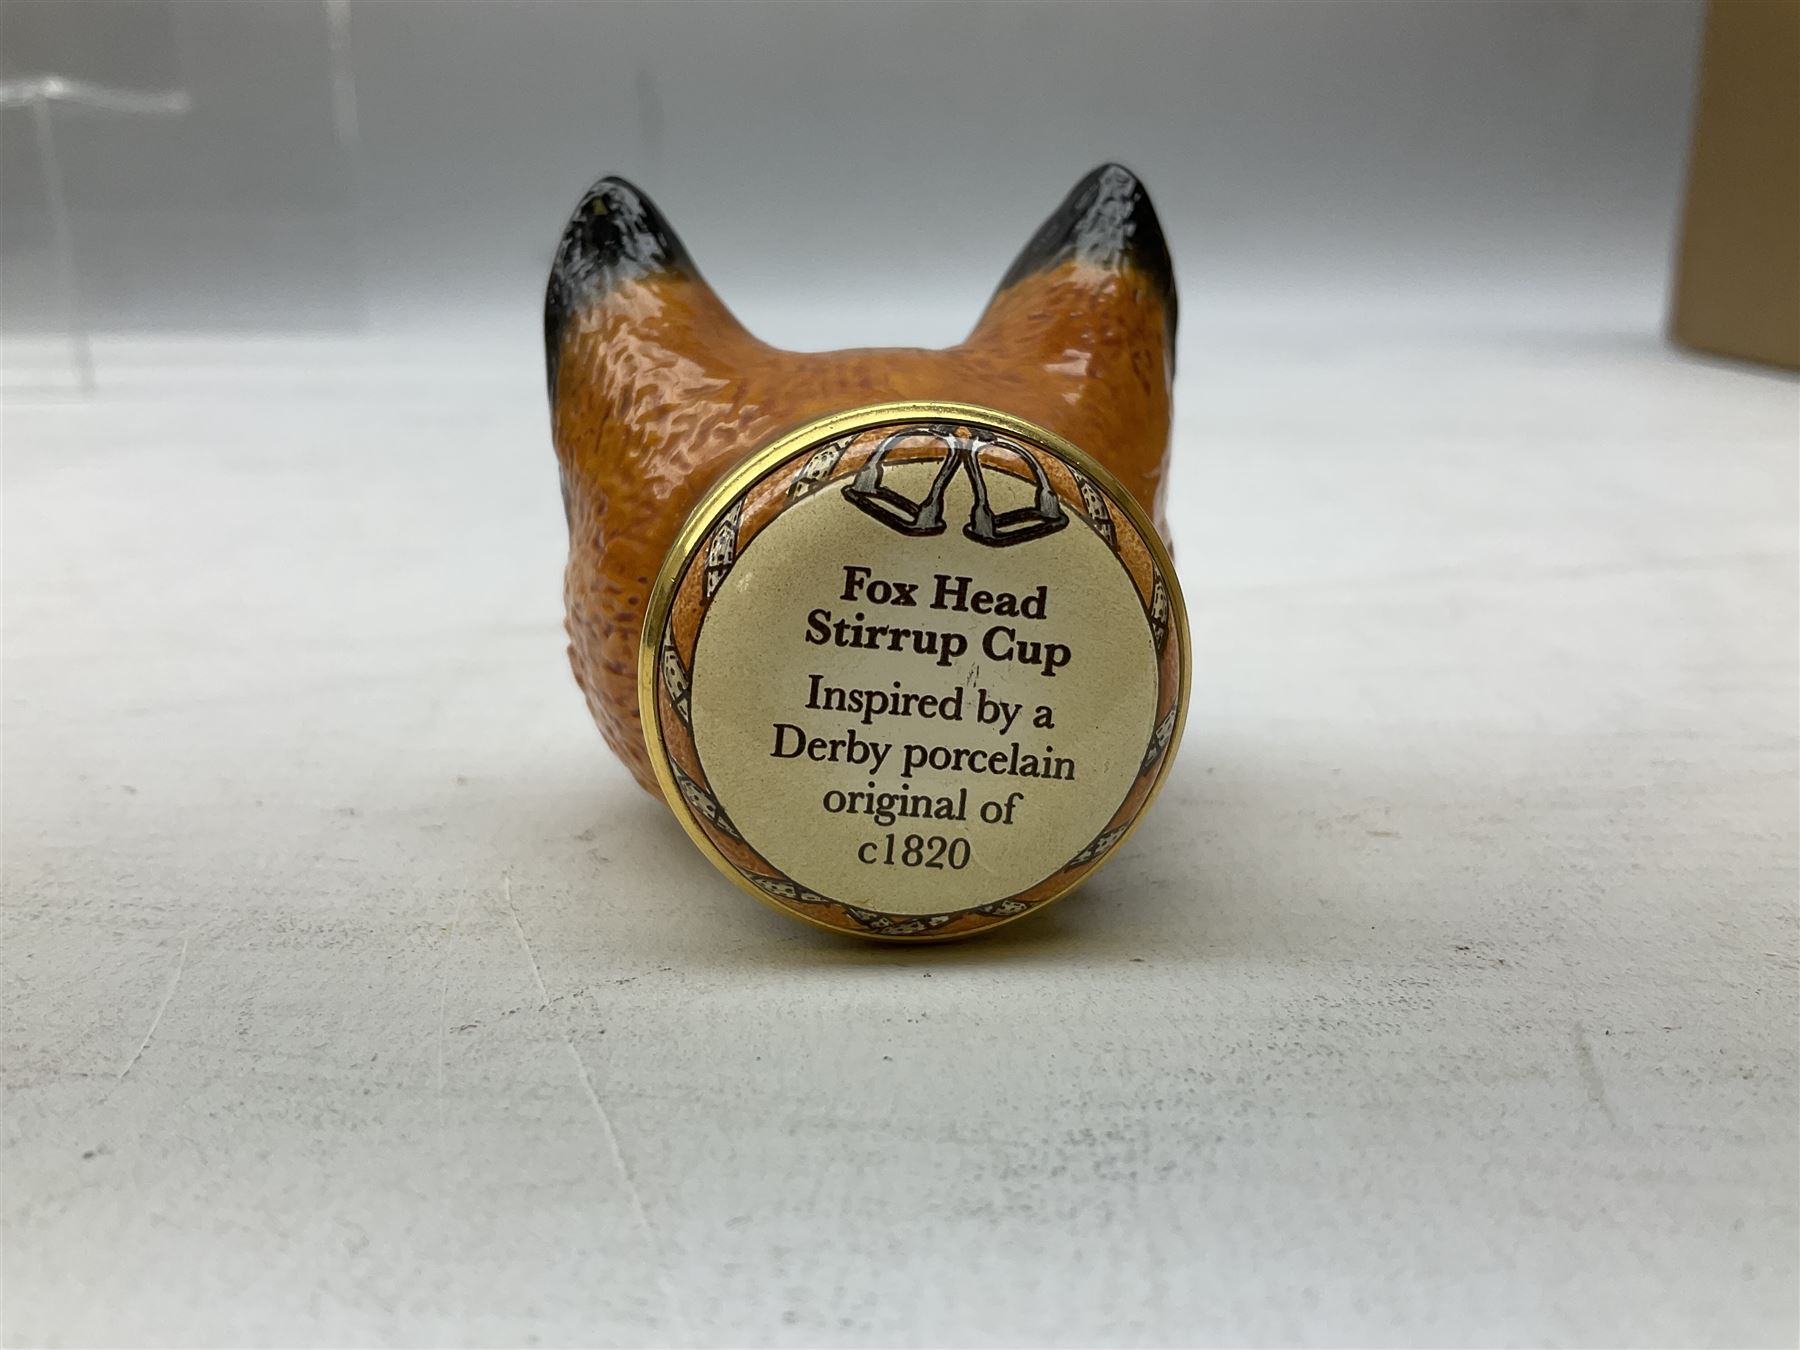 Fox Head
Stirrup Cup
Inspired by a
Derby porcelain
original of
c1820